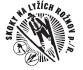 SKOKY NA LYŽÍCH ROŽNOV P./R.